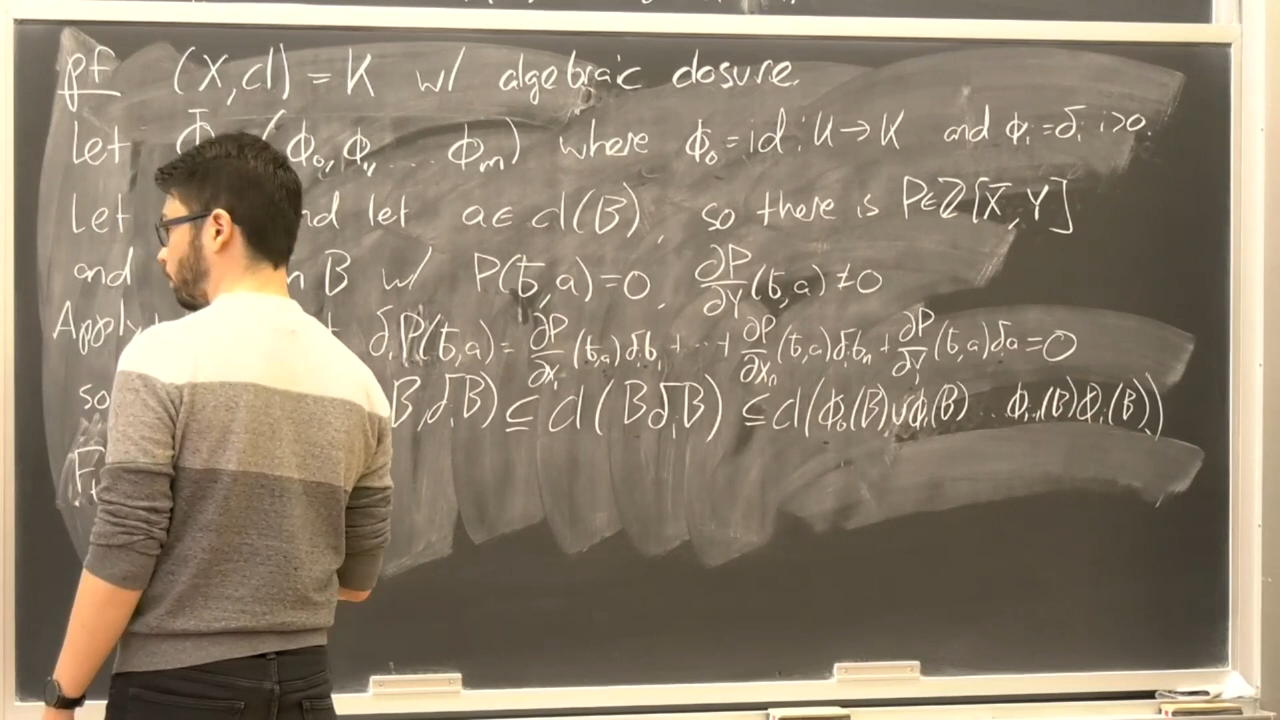 pf (X,cl) = K w/ algebraic closure.
Let Φ (ϕ₀,ϕ₁, ... ϕₘ) where ϕ₀ = id : K → K and ϕᵢ = δᵢ i>0.
Let nd let a ∈ cl(B), so there is P∈ℤ[X̄,Y]
and n B w/ P(b̄,a)=0, ∂P/∂Y (b̄,a) ≠ 0
Apply δᵢP(b̄,a) = ∂P/∂X₁ (b̄,a) δᵢb₁ + ... + ∂P/∂Xₙ (b̄,a) δᵢbₙ + ∂P/∂Y (b̄,a) δᵢa = 0
so B,δᵢB) ⊆ cl(BδᵢB) ⊆ cl(ϕ₀(B)∪ϕ₁(B) ... ϕᵢ₋₁(B)ϕᵢ(B))